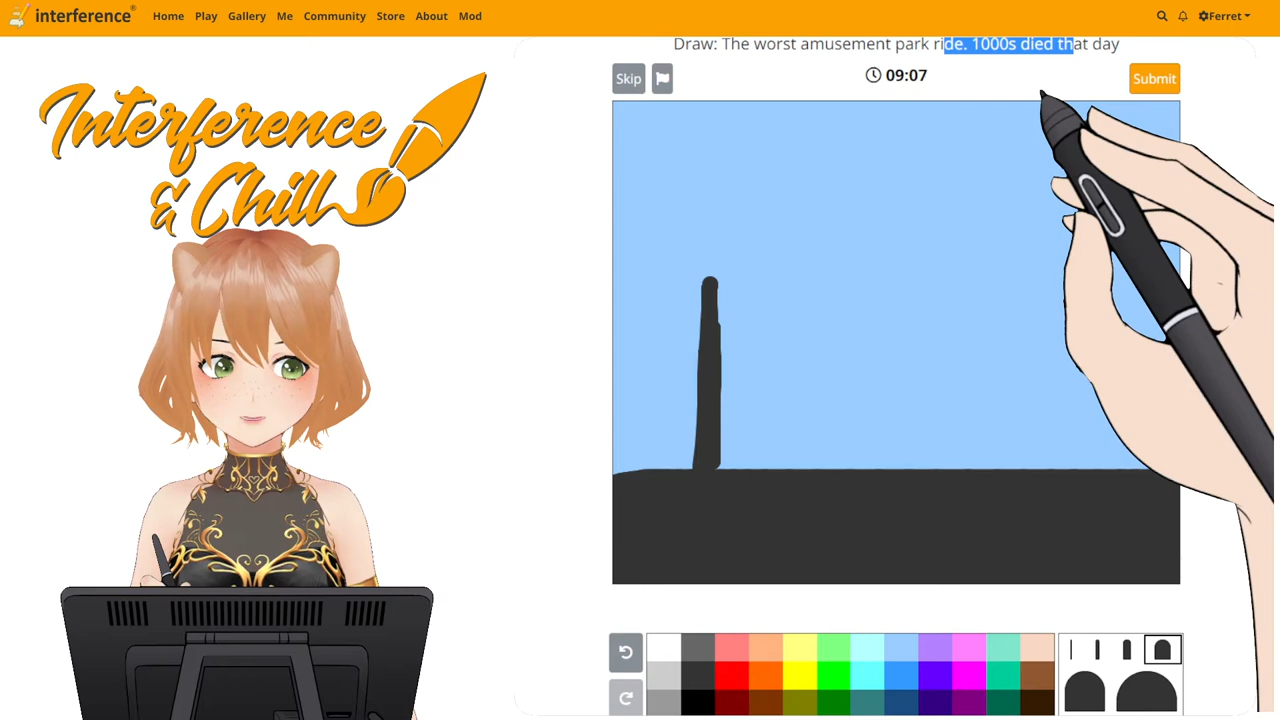 interference®
Home Play Gallery Me Community Store About Mod
Ferret
Draw: The worst amusement park ride. 1000s died that day
Skip
09:07
Submit
Interference
& Chill